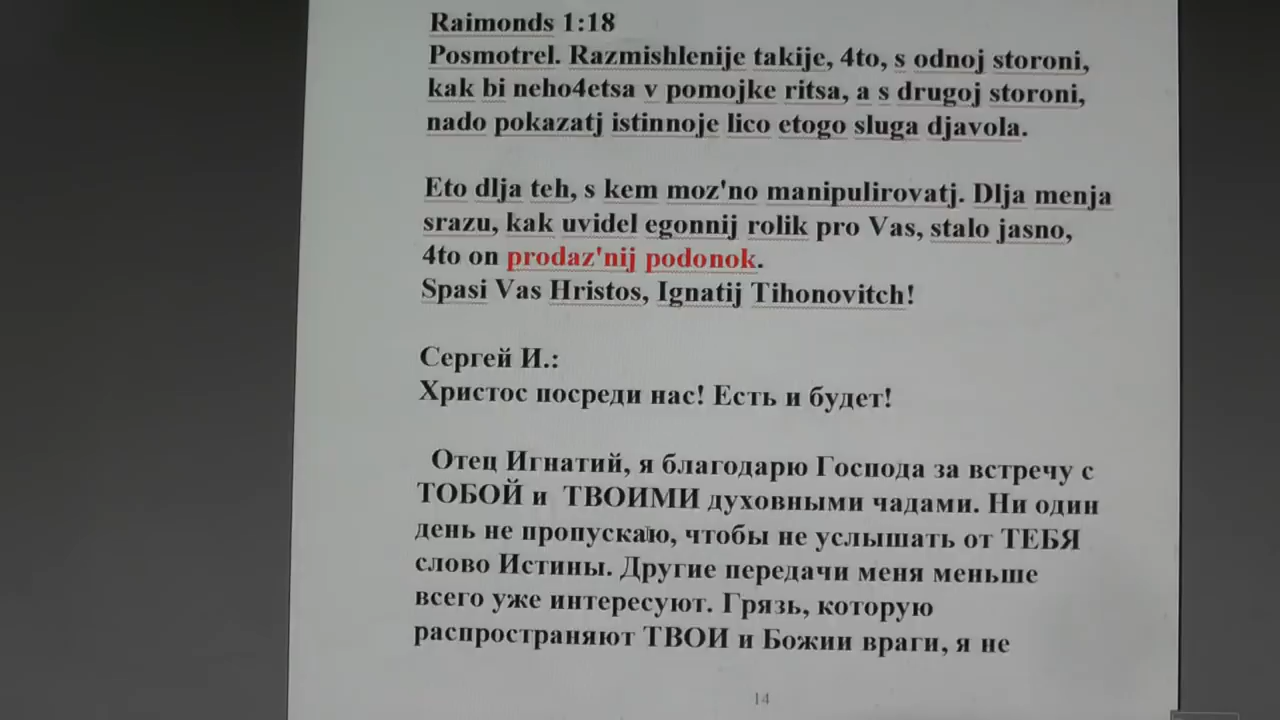 Raimonds 1:18
Posmotrel. Razmishlenije takije, 4to, s odnoj storoni,
kak bi neho4etsa v pomojke ritsa, a s drugoj storoni,
nado pokazatj istinnoje lico etogo sluga djavola.
Eto dlja teh, s kem moz'no manipulirovatj. Dlja menja
srazu, kak uvidel egonnij rolik pro Vas, stalo jasno,
4to on prodaz'nij podonok.
Spasi Vas Hristos, Ignatij Tihonovitch!
Сергей И.:
Христос посреди нас! Есть и будет!
Отец Игнатий, я благодарю Господа за встречу с
ТОБОЙ и ТВОИМИ духовными чадами. Ни один
день не пропускаю, чтобы не услышать от ТЕБЯ
слово Истины. Другие передачи меня меньше
всего уже интересуют. Грязь, которую
распространяют ТВОИ и Божии враги, я не
14